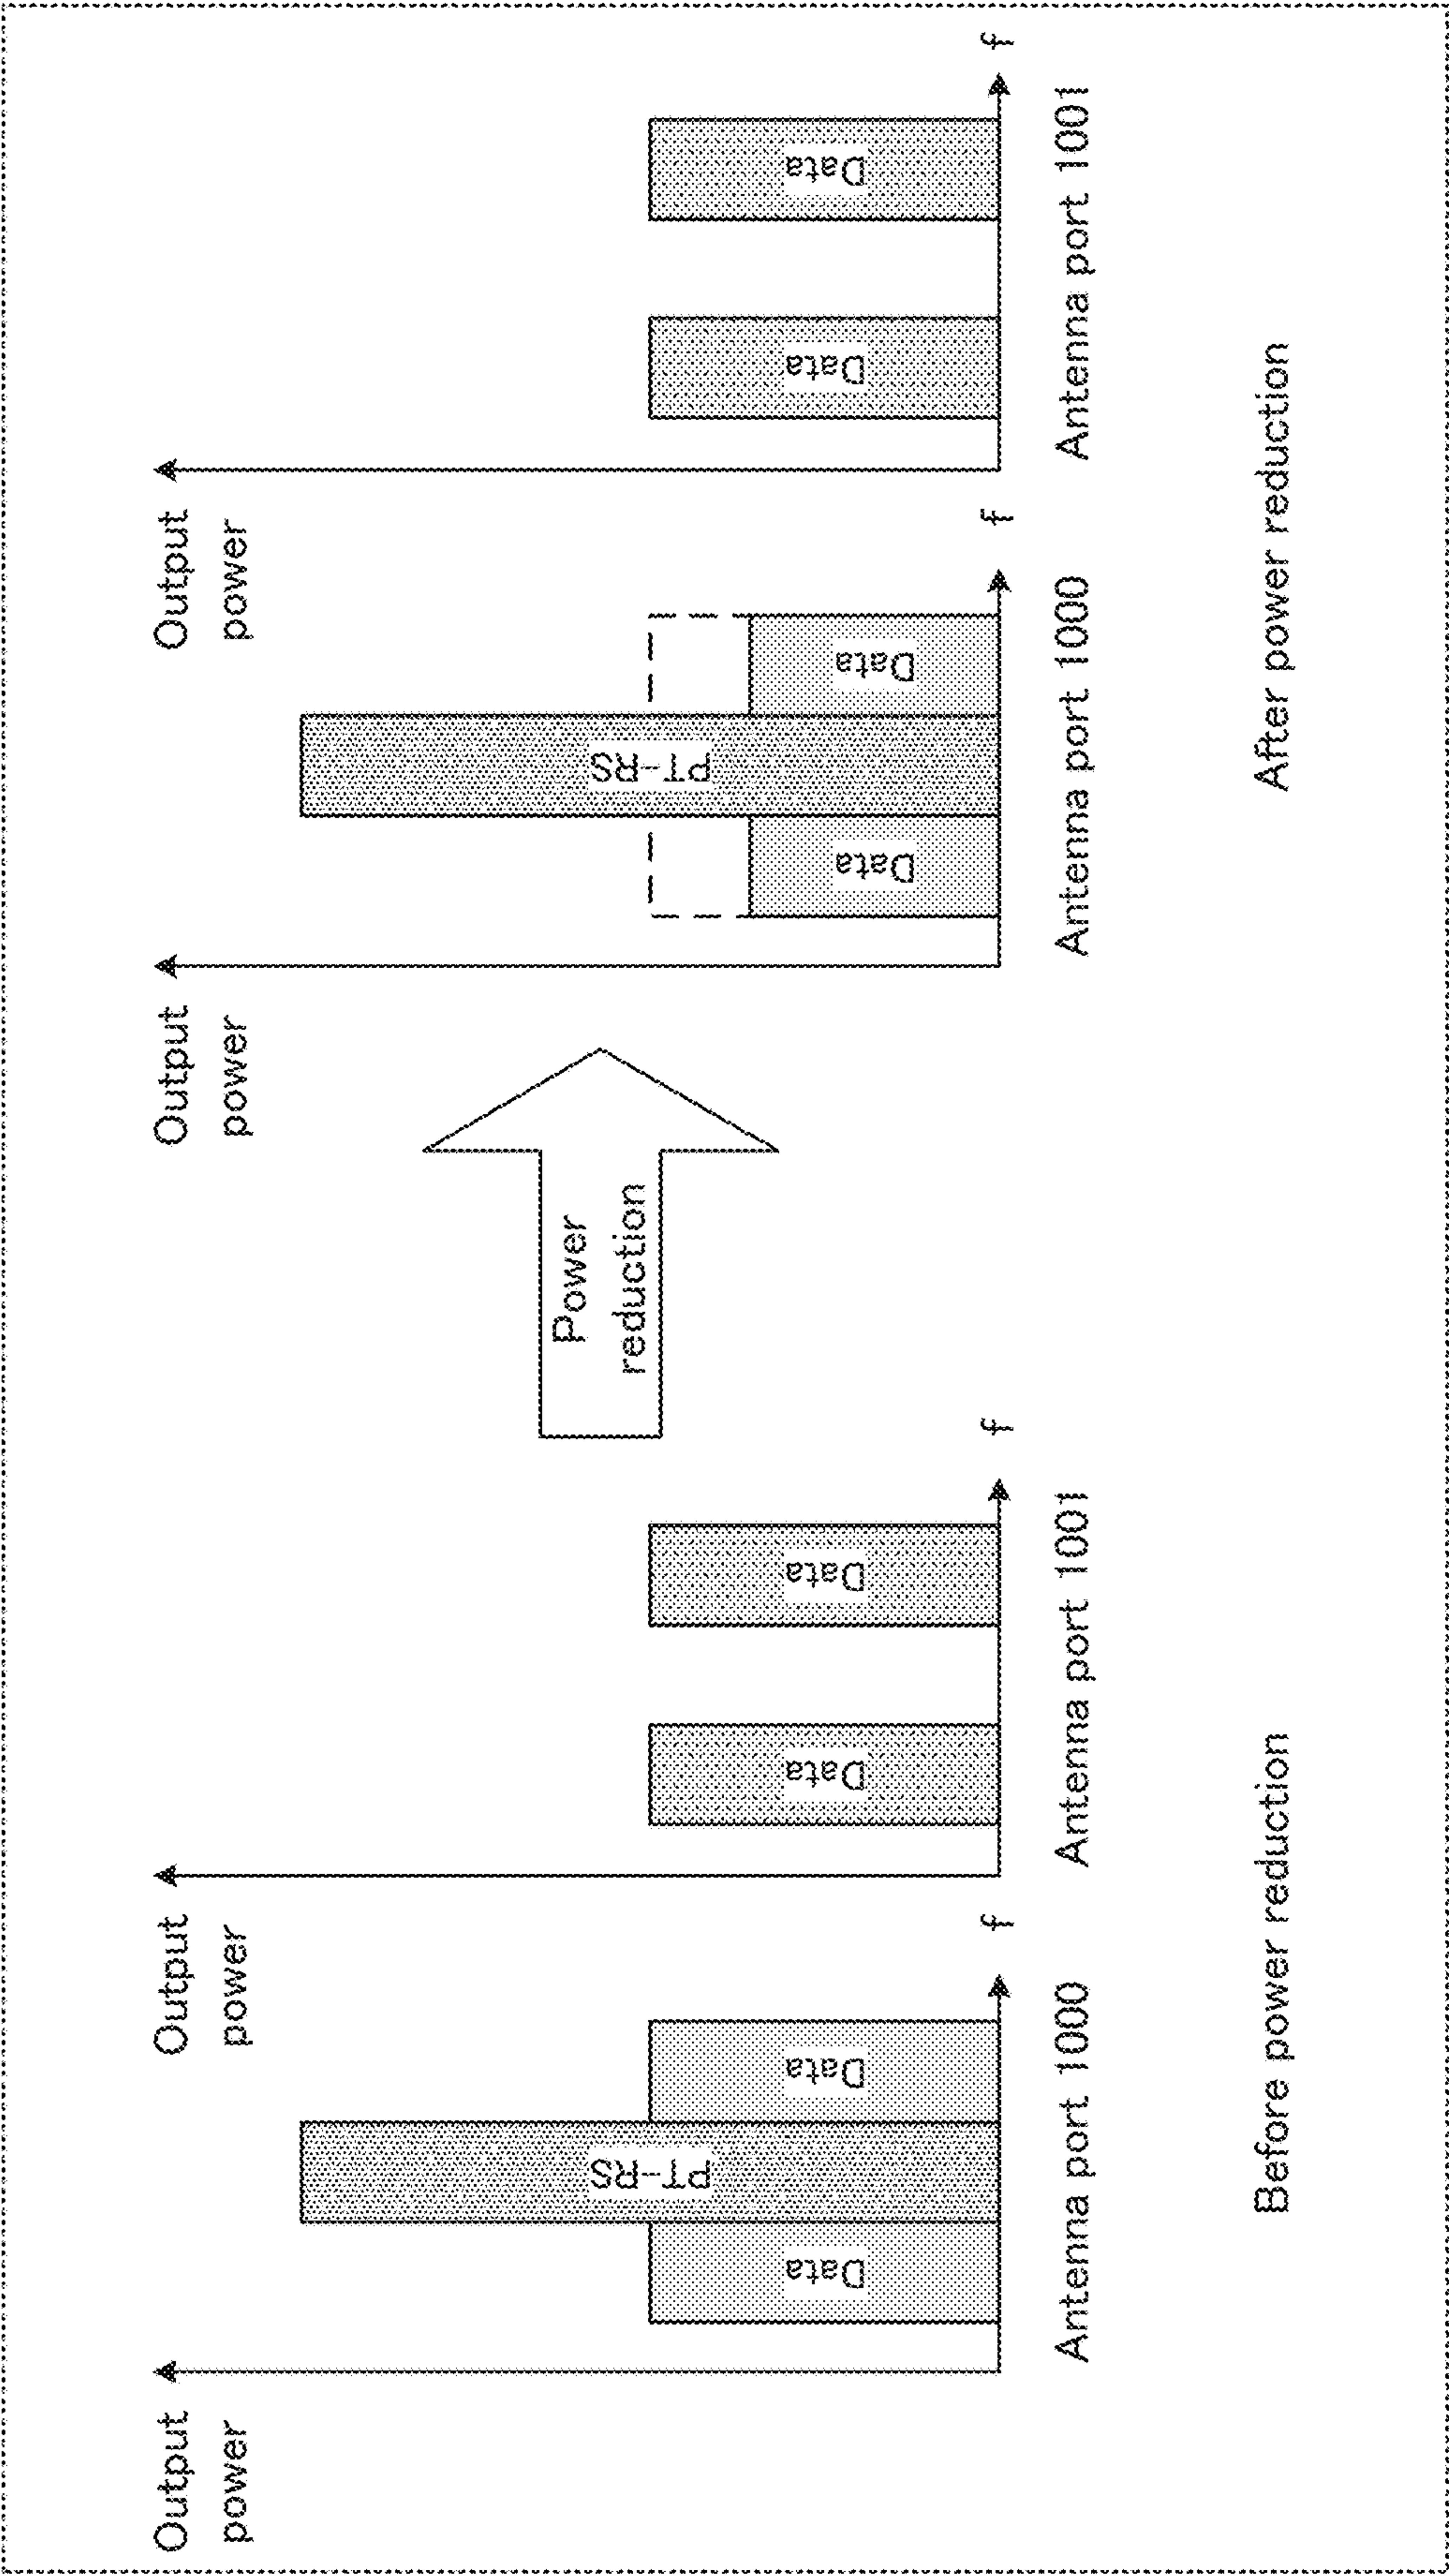 Output
power
Data
PT-RS
Data
f
Antenna port 1000
Output
power
Data
Data
f
Antenna port 1001
Before power reduction
Power
reduction
Output
power
Data
PT-RS
Data
f
Antenna port 1000
Output
power
Data
Data
f
Antenna port 1001
After power reduction